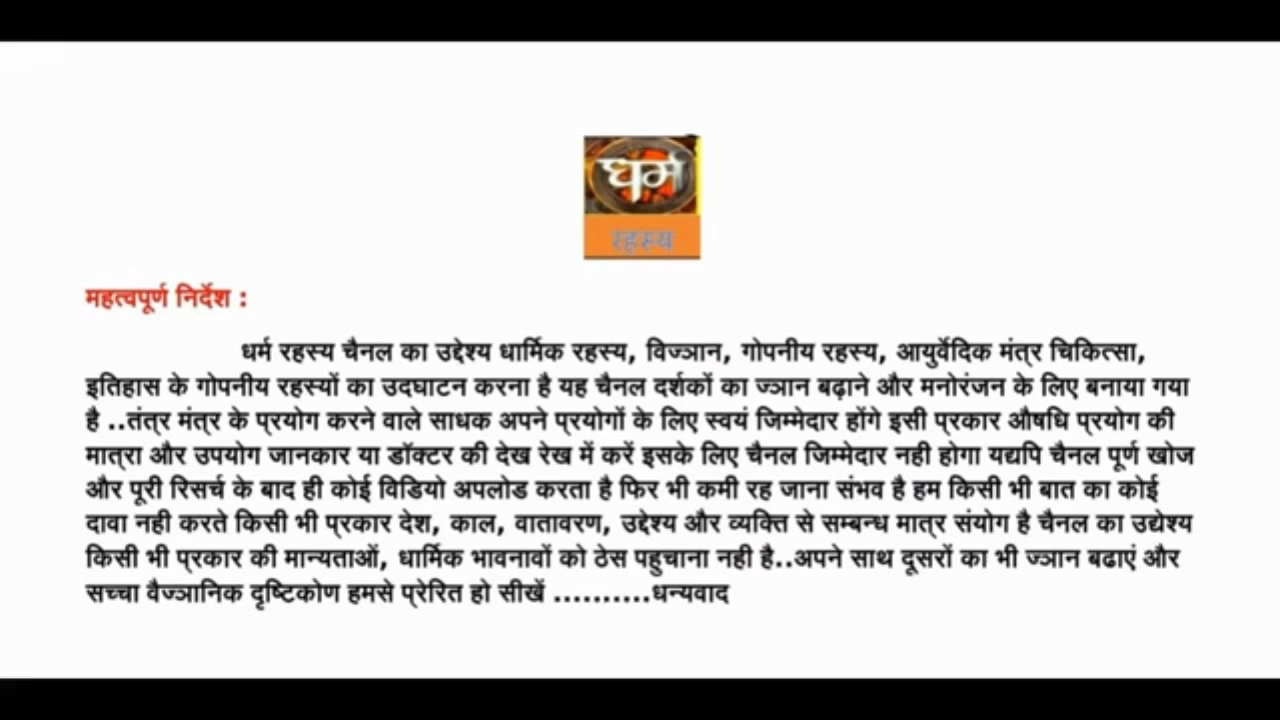 धर्म
रहस्य
महत्वपूर्ण निर्देश :
धर्म रहस्य चैनल का उद्देश्य धार्मिक रहस्य, विज्ञान, गोपनीय रहस्य, आयुर्वेदिक मंत्र चिकित्सा,
इतिहास के गोपनीय रहस्यों का उदघाटन करना है यह चैनल दर्शकों का ज्ञान बढ़ाने और मनोरंजन के लिए बनाया गया
है ..तंत्र मंत्र के प्रयोग करने वाले साधक अपने प्रयोगों के लिए स्वयं जिम्मेदार होंगे इसी प्रकार औषधि प्रयोग की
मात्रा और उपयोग जानकार या डॉक्टर की देख रेख में करें इसके लिए चैनल जिम्मेदार नही होगा यद्यपि चैनल पूर्ण खोज
और पूरी रिसर्च के बाद ही कोई विडियो अपलोड करता है फिर भी कमी रह जाना संभव है हम किसी भी बात का कोई
दावा नही करते किसी भी प्रकार देश, काल, वातावरण, उद्देश्य और व्यक्ति से सम्बन्ध मात्र संयोग है चैनल का उद्येश्य
किसी भी प्रकार की मान्यताओं, धार्मिक भावनावों को ठेस पहुचाना नही है..अपने साथ दूसरों का भी ज्ञान बढाएं और
सच्चा वैज्ञानिक दृष्टिकोण हमसे प्रेरित हो सीखें ..........धन्यवाद